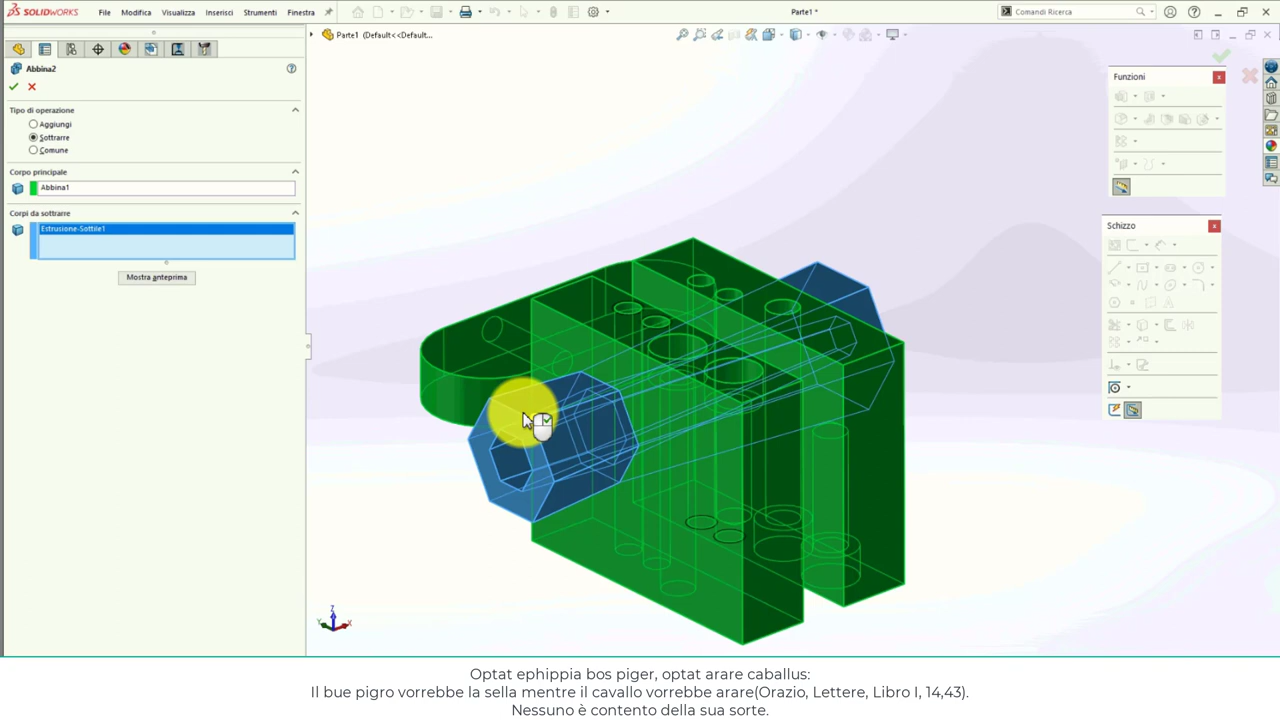 SOLIDWORKS File Modifica Visualizza Inserisci Strumenti Finestra Parte1 * Comandi Ricerca
Parte1 (Default<<Default...
Abbina2
Tipo di operazione
Aggiungi
Sottrarre
Comune
Corpo principale
Abbina1
Corpi da sottrarre
Estrusione-Sottile1
Mostra anteprima
Funzioni
Schizzo
Z
Y X
Optat ephippia bos piger, optat arare caballus:
Il bue pigro vorrebbe la sella mentre il cavallo vorrebbe arare(Orazio, Lettere, Libro I, 14,43).
Nessuno è contento della sua sorte.